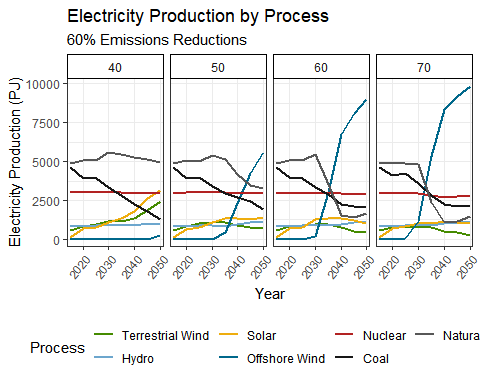 Electricity Production by Process
60% Emissions Reductions
40 50 60 70
Electricity Production (PJ)
10000
7500
5000
2500
0
2020 2030 2040 2050 2020 2030 2040 2050 2020 2030 2040 2050 2020 2030 2040 2050
Year
Process
Terrestrial Wind Solar Nuclear Natura
Hydro Offshore Wind Coal